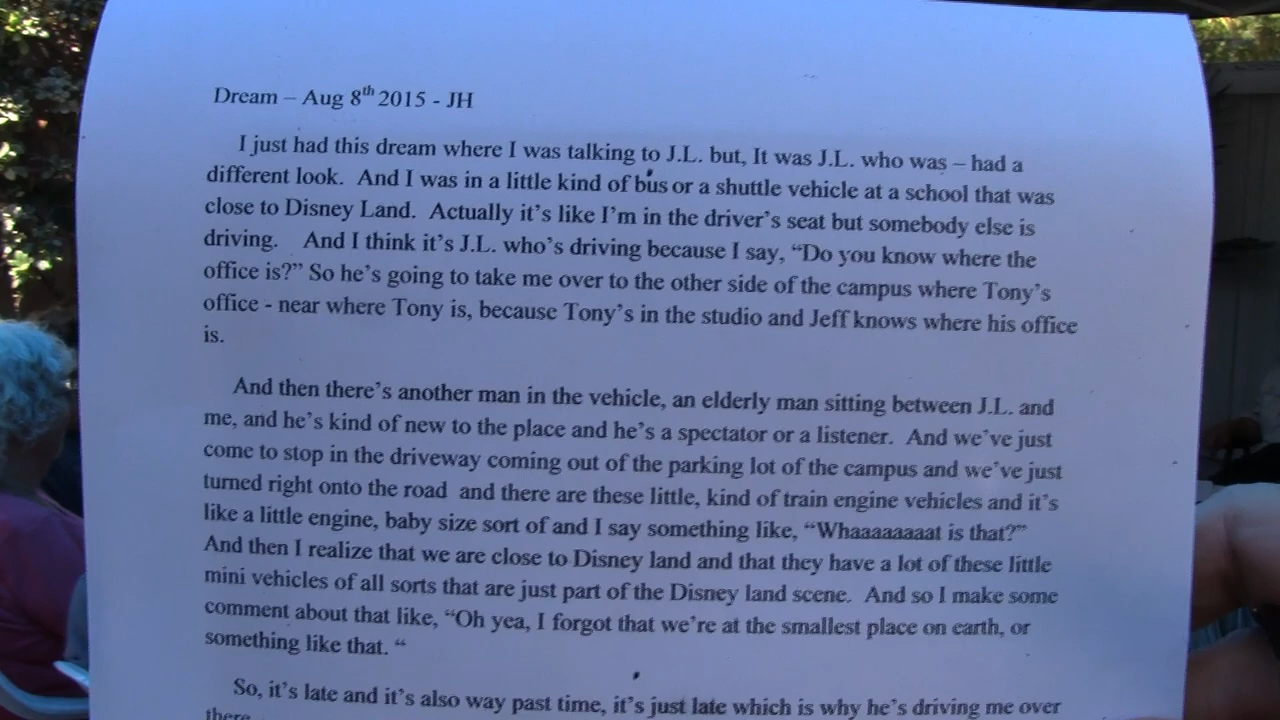 Dream – Aug 8th 2015 - JH
I just had this dream where I was talking to J.L. but, It was J.L. who was – had a
different look.  And I was in a little kind of bus or a shuttle vehicle at a school that was
close to Disney Land.  Actually it's like I'm in the driver's seat but somebody else is
driving.    And I think it's J.L. who's driving because I say, “Do you know where the
office is?” So he's going to take me over to the other side of the campus where Tony's
office - near where Tony is, because Tony's in the studio and Jeff knows where his office
is.
And then there's another man in the vehicle, an elderly man sitting between J.L. and
me, and he's kind of new to the place and he's a spectator or a listener.  And we've just
come to stop in the driveway coming out of the parking lot of the campus and we've just
turned right onto the road  and there are these little, kind of train engine vehicles and it's
like a little engine, baby size sort of and I say something like, “Whaaaaaaaat is that?”
And then I realize that we are close to Disney land and that they have a lot of these little
mini vehicles of all sorts that are just part of the Disney land scene.  And so I make some
comment about that like, “Oh yea, I forgot that we're at the smallest place on earth, or
something like that. “
So, it's late and it's also way past time, it's just late which is why he's driving me over
there